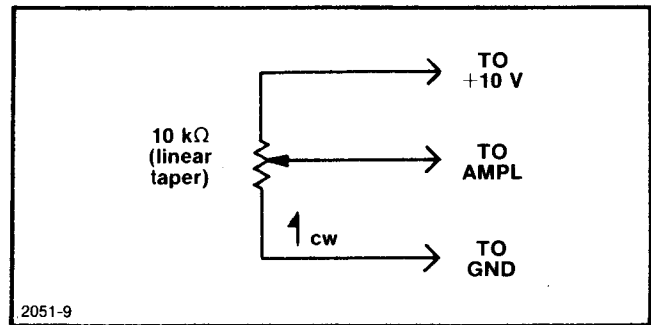 TO
+10 V
10 kΩ
(linear
taper)
TO
AMPL
cw
TO
GND
2051-9